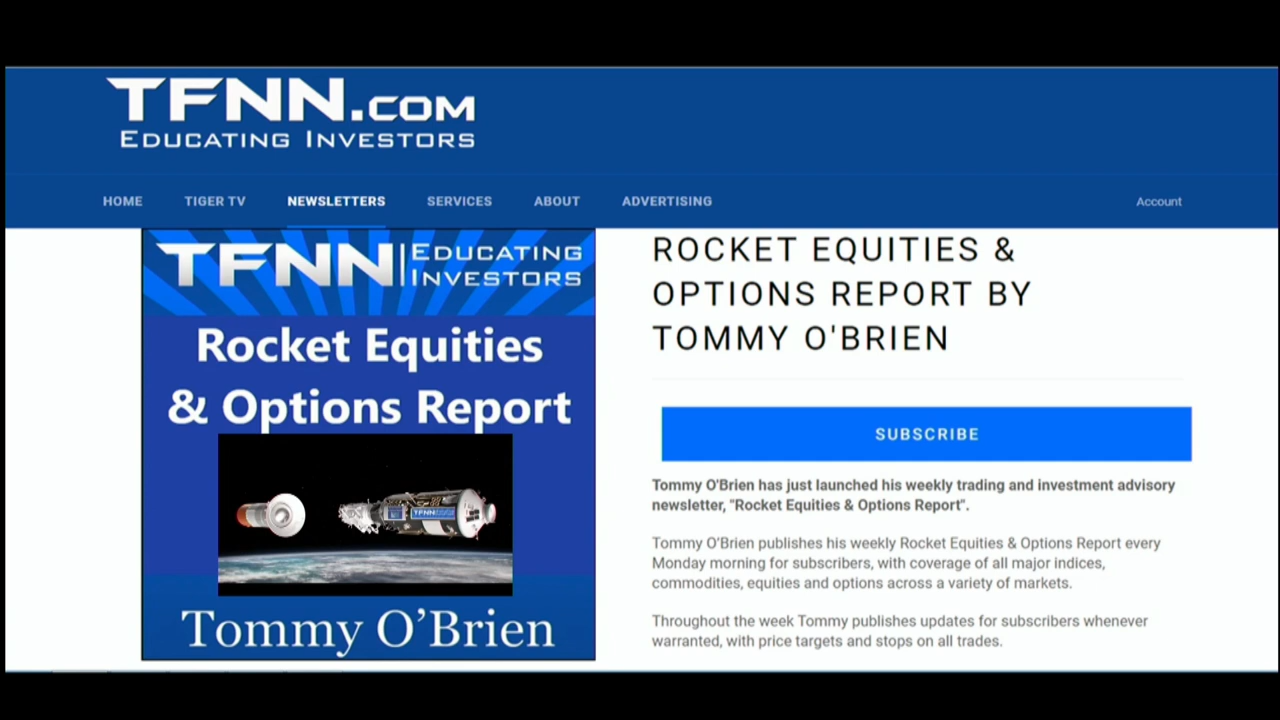 TFNN.COM
EDUCATING INVESTORS
HOME TIGER TV NEWSLETTERS SERVICES ABOUT ADVERTISING Account
TFNN EDUCATING
INVESTORS
Rocket Equities
& Options Report
TFNN.COM
Tommy O’Brien
ROCKET EQUITIES &
OPTIONS REPORT BY
TOMMY O'BRIEN
SUBSCRIBE
Tommy O'Brien has just launched his weekly trading and investment advisory
newsletter, "Rocket Equities & Options Report".
Tommy O’Brien publishes his weekly Rocket Equities & Options Report every
Monday morning for subscribers, with coverage of all major indices,
commodities, equities and options across a variety of markets.
Throughout the week Tommy publishes updates for subscribers whenever
warranted, with price targets and stops on all trades.